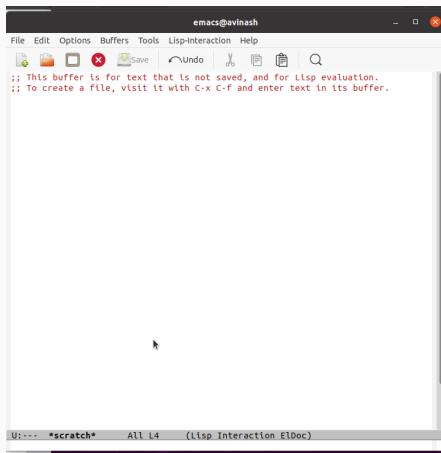 emacs@avinash
File Edit Options Buffers Tools Lisp-Interaction Help
Save Undo
;; This buffer is for text that is not saved, and for Lisp evaluation.
;; To create a file, visit it with C-x C-f and enter text in its buffer.
U:--- *scratch* All L4 (Lisp Interaction ElDoc)